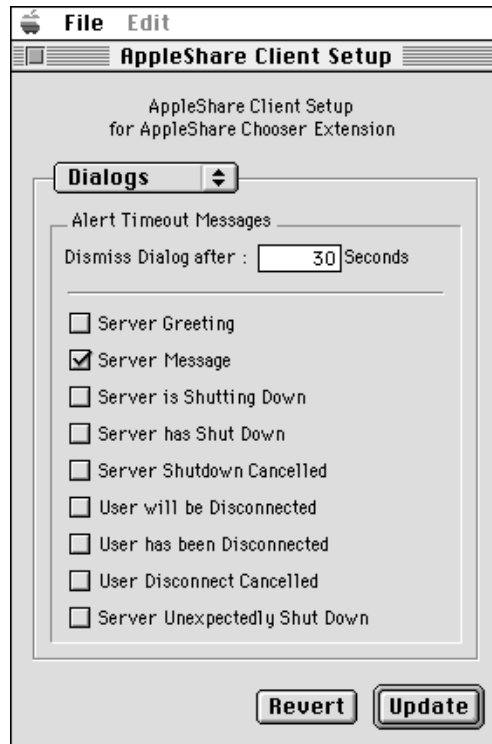 File Edit
AppleShare Client Setup
AppleShare Client Setup
for AppleShare Chooser Extension
Dialogs
Alert Timeout Messages
Dismiss Dialog after : 30 Seconds
Server Greeting
Server Message
Server is Shutting Down
Server has Shut Down
Server Shutdown Cancelled
User will be Disconnected
User has been Disconnected
User Disconnect Cancelled
Server Unexpectedly Shut Down
Revert Update